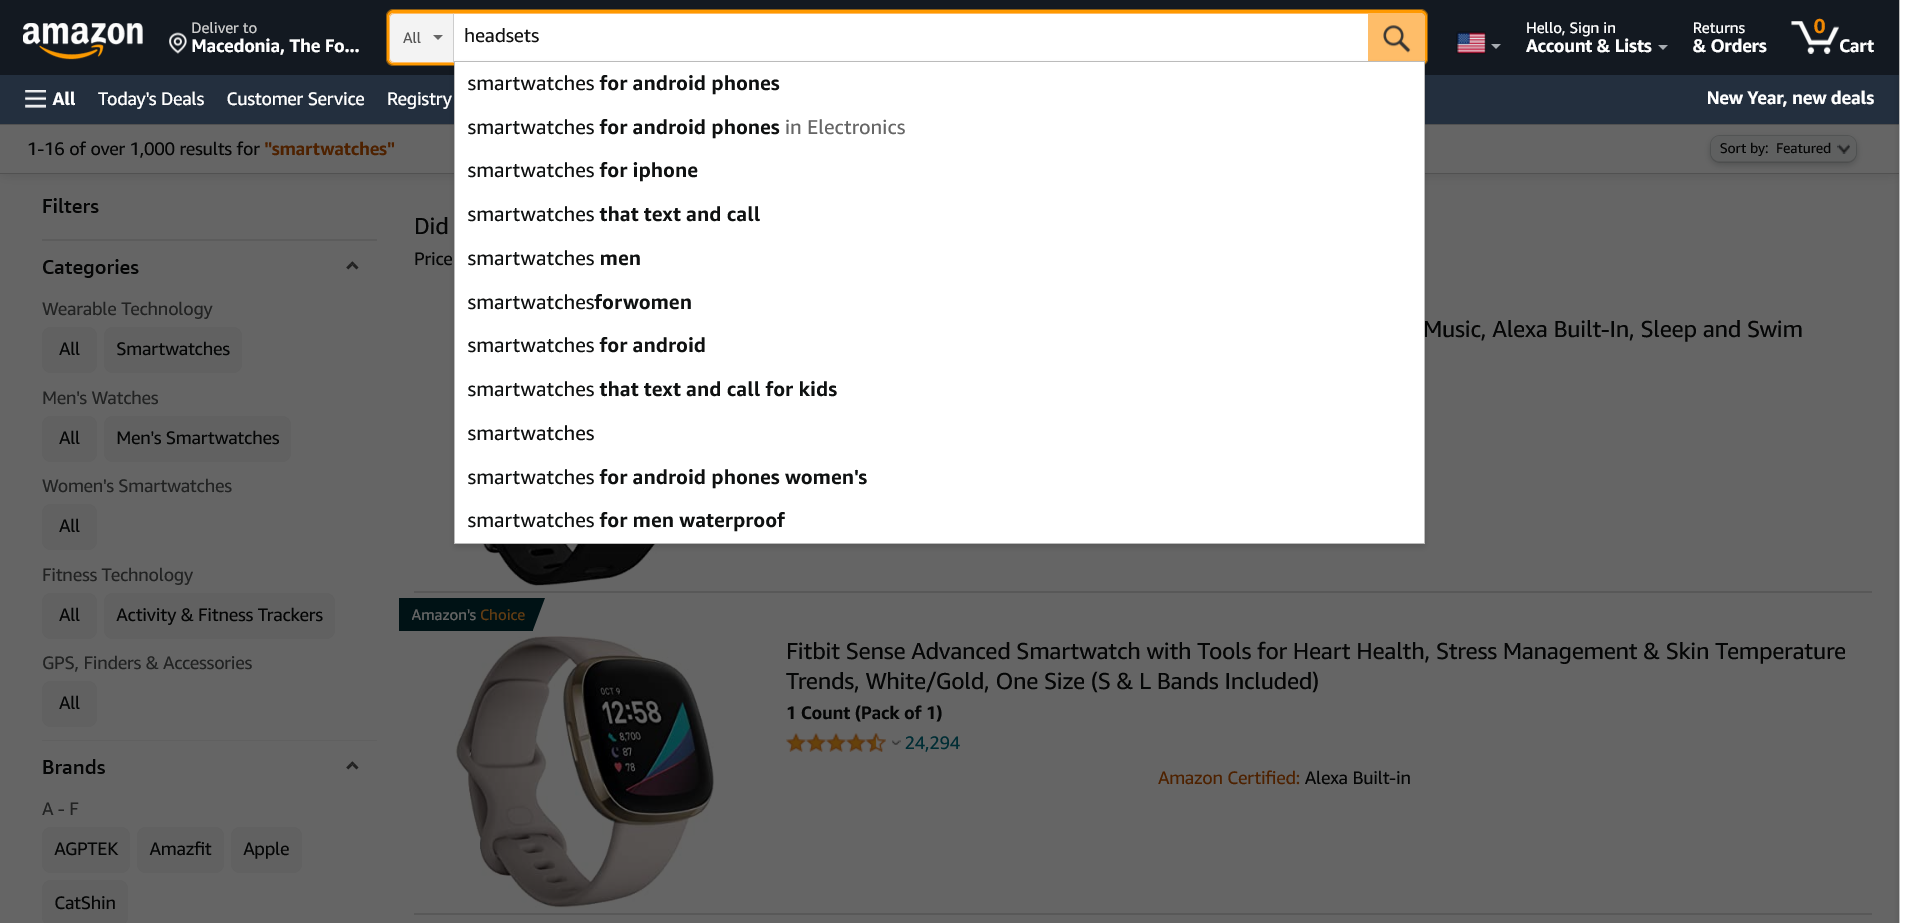 amazon
Deliver to
Macedonia, The Fo...
All
headsets
Hello, Sign in
Account & Lists
Returns
& Orders
0
Cart
All
Today's Deals
Customer Service
Registry
New Year, new deals
1-16 of over 1,000 results for "smartwatches"
Sort by: Featured
smartwatches for android phones
smartwatches for android phones in Electronics
smartwatches for iphone
smartwatches that text and call
smartwatches men
smartwatchesforwomen
smartwatches for android
smartwatches that text and call for kids
smartwatches
smartwatches for android phones women's
smartwatches for men waterproof
Filters
Categories
Wearable Technology
All
Smartwatches
Men's Watches
All
Men's Smartwatches
Women's Smartwatches
All
Fitness Technology
All
Activity & Fitness Trackers
GPS, Finders & Accessories
All
Brands
A - F
AGPTEK
Amazfit
Apple
CatShin
Did
Price
Music, Alexa Built-In, Sleep and Swim
Amazon's Choice
OCT 9
12:58
8,700
87
78
Fitbit Sense Advanced Smartwatch with Tools for Heart Health, Stress Management & Skin Temperature
Trends, White/Gold, One Size (S & L Bands Included)
1 Count (Pack of 1)
24,294
Amazon Certified: Alexa Built-in